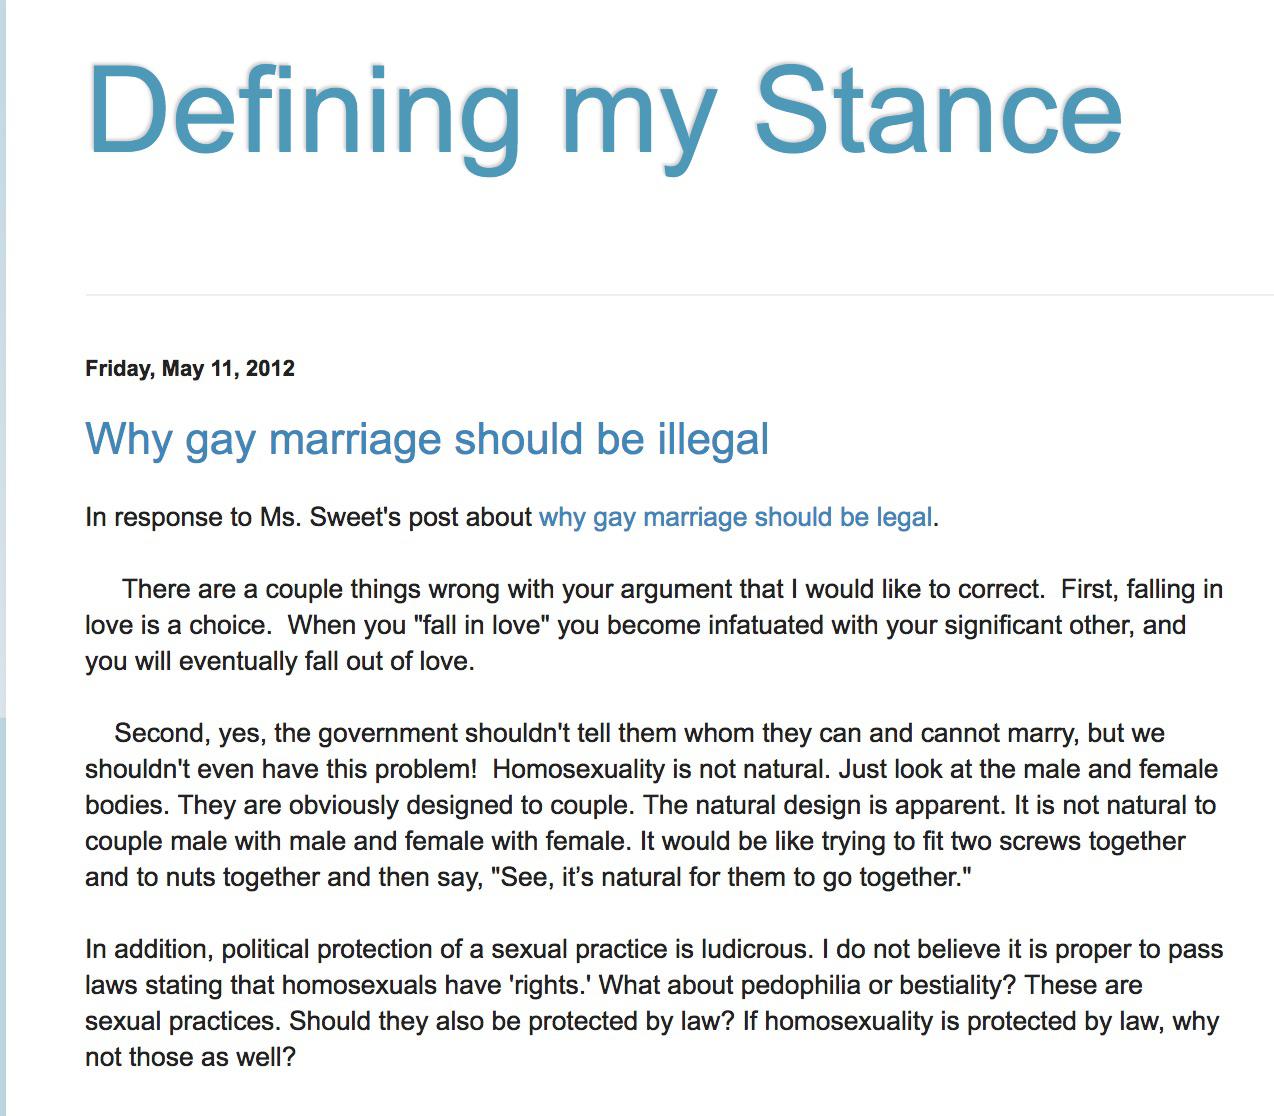 Defining my Stance
Friday, May 11, 2012
Why gay marriage should be illegal
In response to Ms. Sweet's post about why gay marriage should be legal.
There are a couple things wrong with your argument that I would like to correct.  First, falling in
love is a choice.  When you "fall in love" you become infatuated with your significant other, and
you will eventually fall out of love.
Second, yes, the government shouldn't tell them whom they can and cannot marry, but we
shouldn't even have this problem!  Homosexuality is not natural. Just look at the male and female
bodies. They are obviously designed to couple. The natural design is apparent. It is not natural to
couple male with male and female with female. It would be like trying to fit two screws together
and to nuts together and then say, "See, it’s natural for them to go together."
In addition, political protection of a sexual practice is ludicrous. I do not believe it is proper to pass
laws stating that homosexuals have 'rights.' What about pedophilia or bestiality? These are
sexual practices. Should they also be protected by law? If homosexuality is protected by law, why
not those as well?